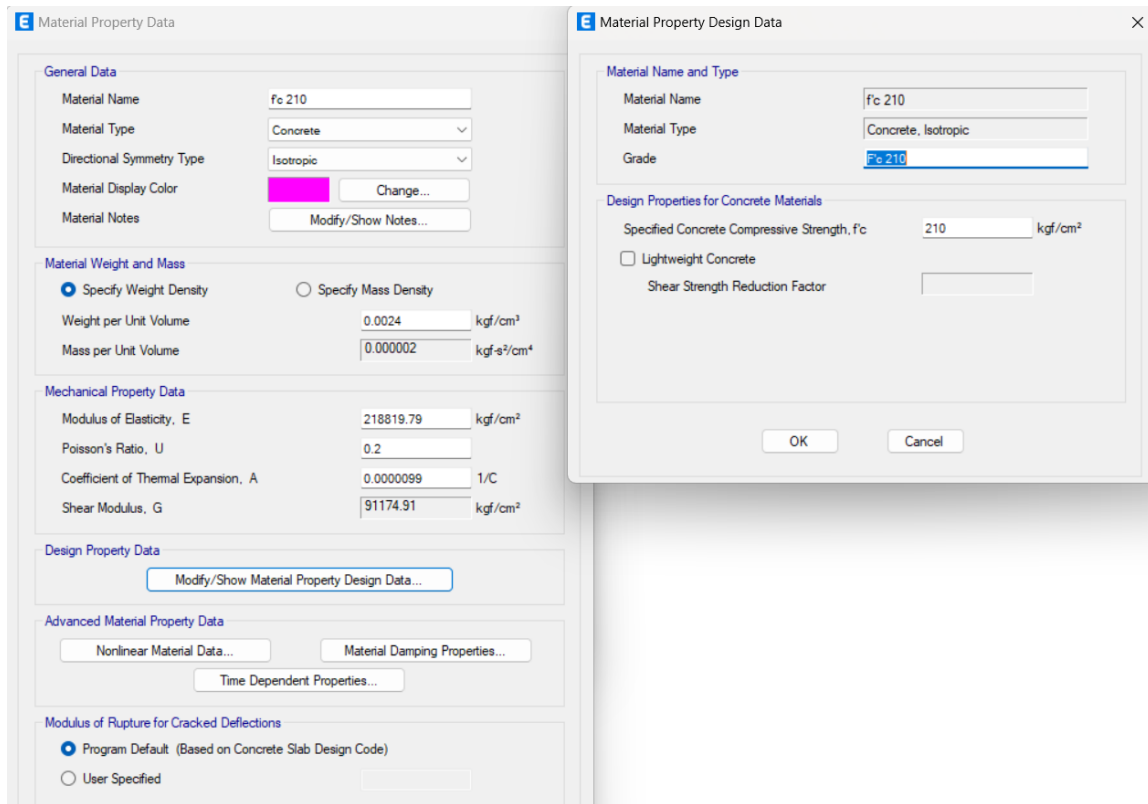 E Material Property Data
General Data
Material Name f'c 210
Material Type Concrete
Directional Symmetry Type Isotropic
Material Display Color Change...
Material Notes Modify/Show Notes...
Material Weight and Mass
Specify Weight Density Specify Mass Density
Weight per Unit Volume 0.0024 kgf/cm³
Mass per Unit Volume 0.000002 kgf-s²/cm⁴
Mechanical Property Data
Modulus of Elasticity, E 218819.79 kgf/cm²
Poisson's Ratio, U 0.2
Coefficient of Thermal Expansion, A 0.0000099 1/C
Shear Modulus, G 91174.91 kgf/cm²
Design Property Data
Modify/Show Material Property Design Data...
Advanced Material Property Data
Nonlinear Material Data... Material Damping Properties...
Time Dependent Properties...
Modulus of Rupture for Cracked Deflections
Program Default (Based on Concrete Slab Design Code)
User Specified
E Material Property Design Data
Material Name and Type
Material Name f'c 210
Material Type Concrete, Isotropic
Grade F'c 210
Design Properties for Concrete Materials
Specified Concrete Compressive Strength, f'c 210 kgf/cm²
Lightweight Concrete
Shear Strength Reduction Factor
OK Cancel